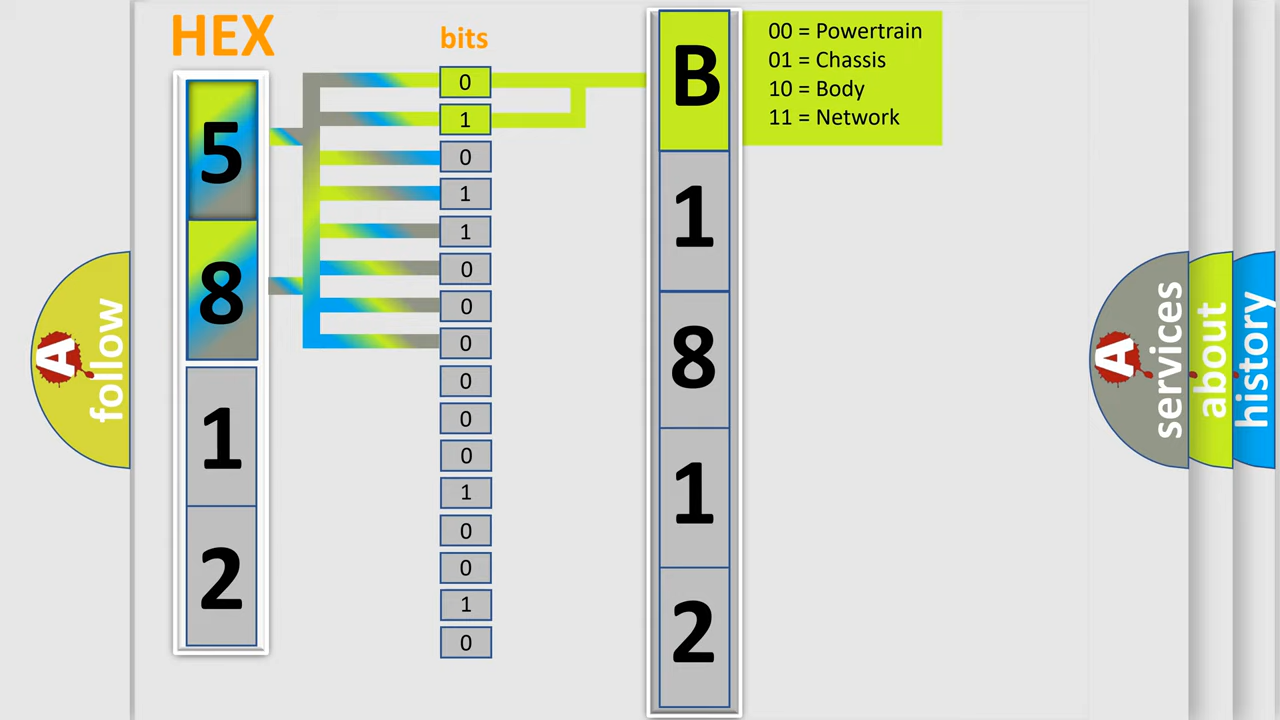 HEX
bits
5
8
1
2
0
1
0
1
1
0
0
0
0
0
0
1
0
0
1
0
B
1
8
1
2
00 = Powertrain
01 = Chassis
10 = Body
11 = Network
A
follow
A
services
about
history